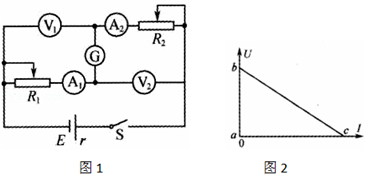 V₁ A₂ R₂
G
R₁ A₁ V₂
E r S
图1
U
b
a 0 c I
图2